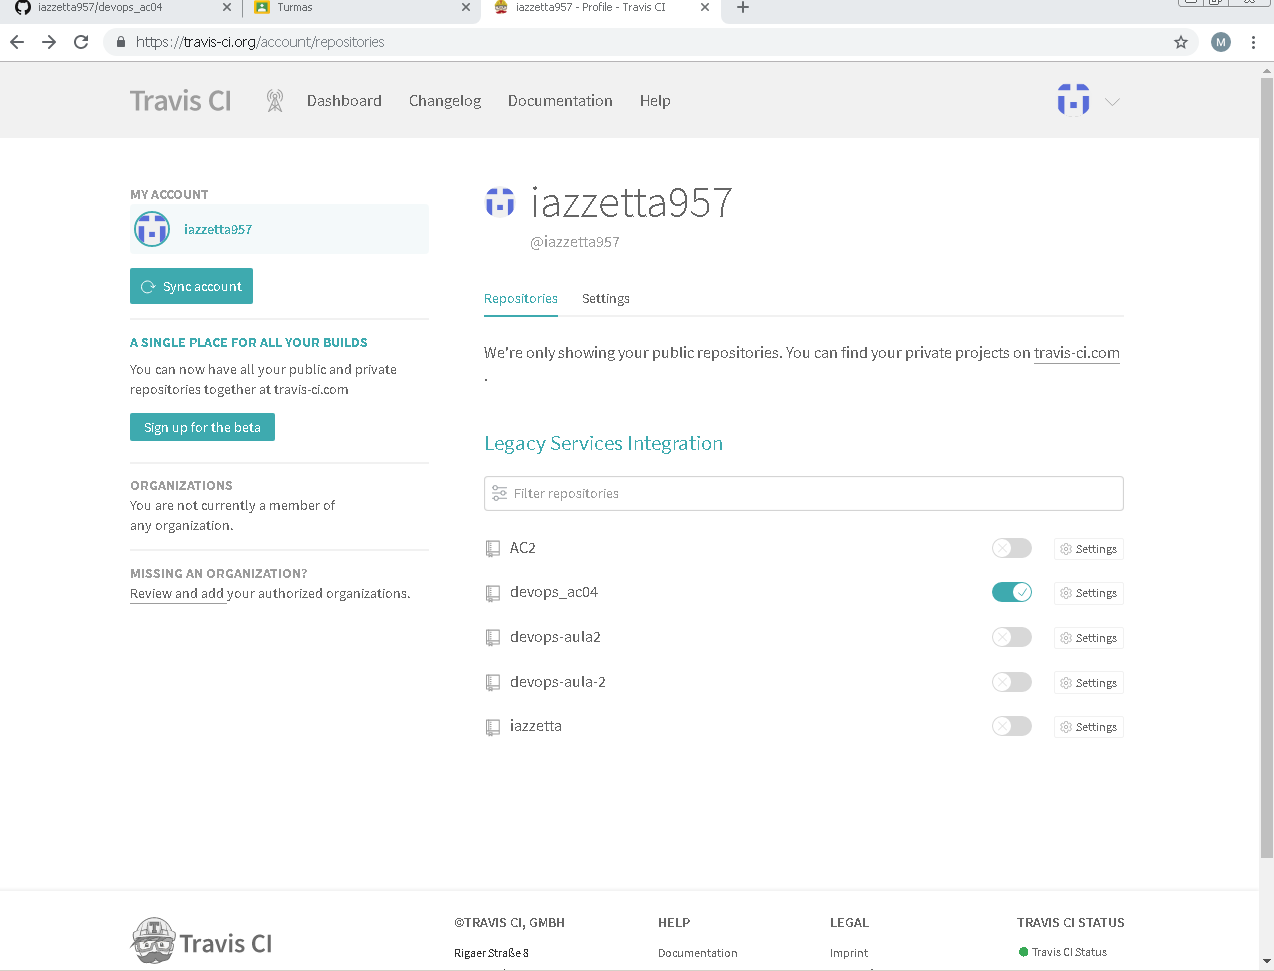 iazzetta957/devops_ac04
Turmas
iazzetta957 - Profile - Travis CI
https://travis-ci.org/account/repositories
M
Travis CI
Dashboard
Changelog
Documentation
Help
MY ACCOUNT
iazzetta957
Sync account
A SINGLE PLACE FOR ALL YOUR BUILDS
You can now have all your public and private
repositories together at travis-ci.com
Sign up for the beta
ORGANIZATIONS
You are not currently a member of
any organization.
MISSING AN ORGANIZATION?
Review and add your authorized organizations.
iazzetta957
@iazzetta957
Repositories
Settings
We're only showing your public repositories. You can find your private projects on travis-ci.com
.
Legacy Services Integration
Filter repositories
AC2
Settings
devops_ac04
Settings
devops-aula2
Settings
devops-aula-2
Settings
iazzetta
Settings
Travis CI
©TRAVIS CI, GMBH
Rigaer Straße 8
HELP
Documentation
LEGAL
Imprint
TRAVIS CI STATUS
Travis CI Status